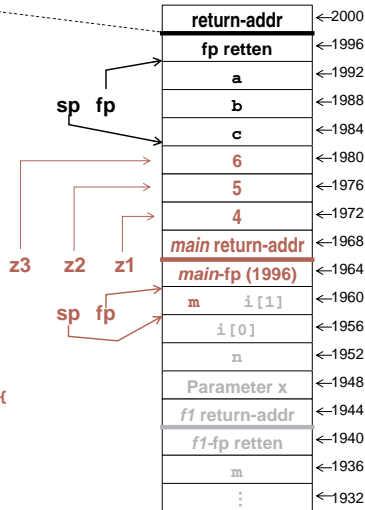 return-addr ←2000
fp retten ←1996
a ←1992
sp fp b ←1988
c ←1984
6 ←1980
5 ←1976
4 ←1972
z3 z2 z1 main return-addr ←1968
main-fp (1996) ←1964
sp fp m i[1] ←1960
i[0] ←1956
n ←1952
Parameter x ←1948
{ f1 return-addr ←1944
f1-fp retten ←1940
m ←1936
⋮ ←1932